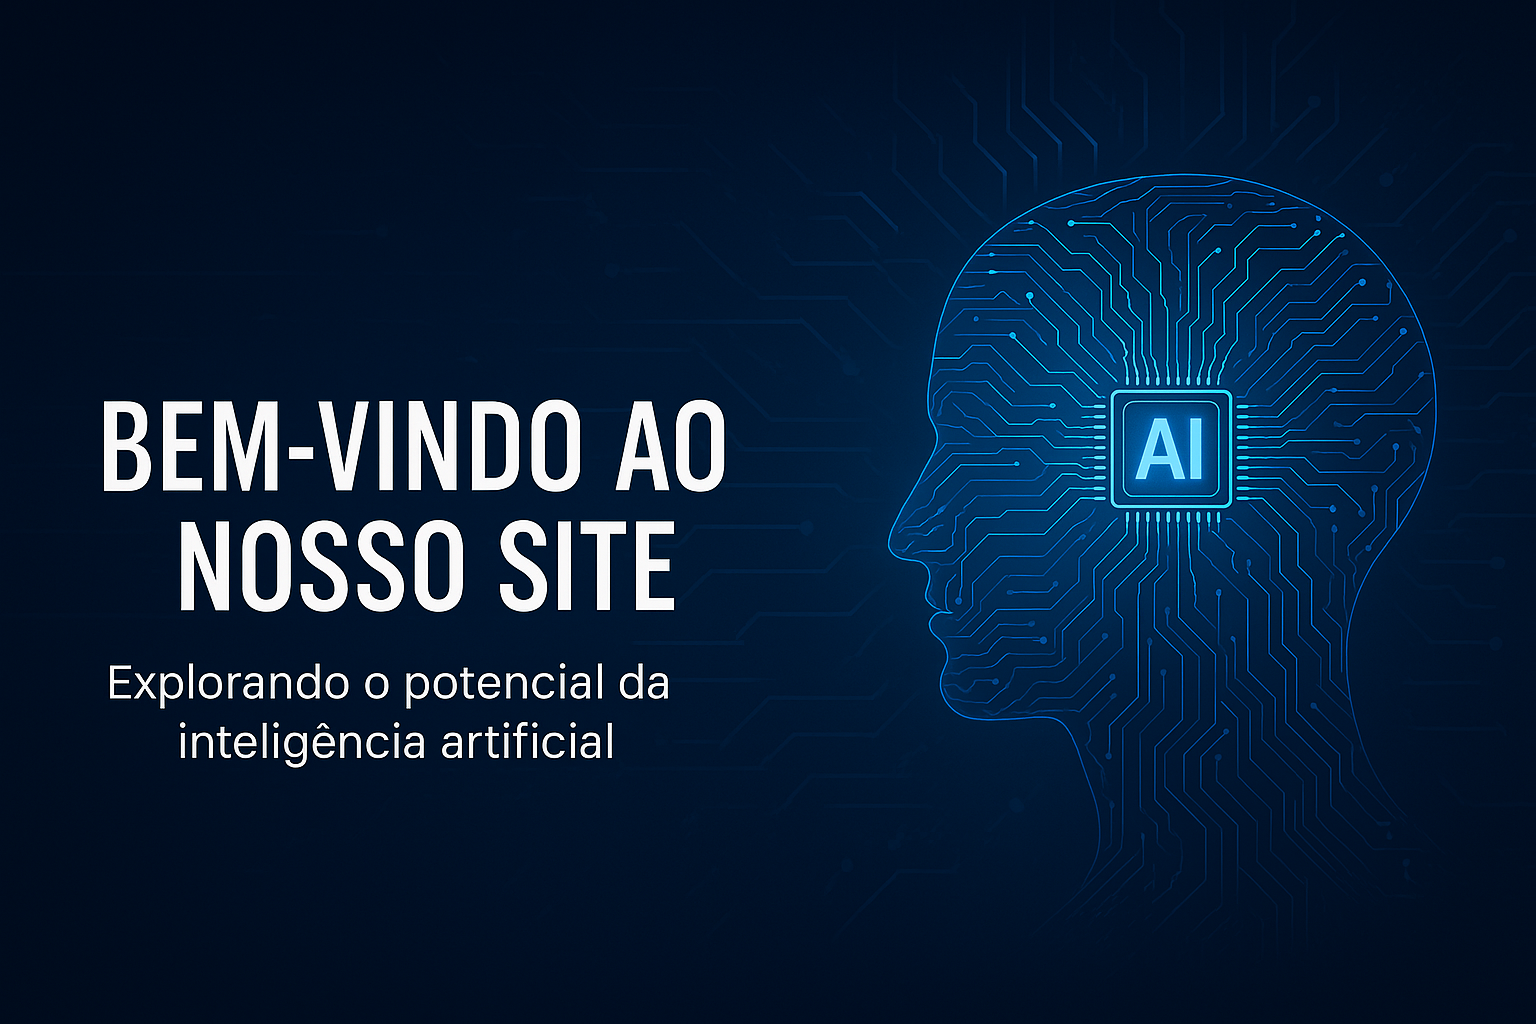 BEM-VINDO AO
NOSSO SITE
Explorando o potencial da
inteligência artificial
AI